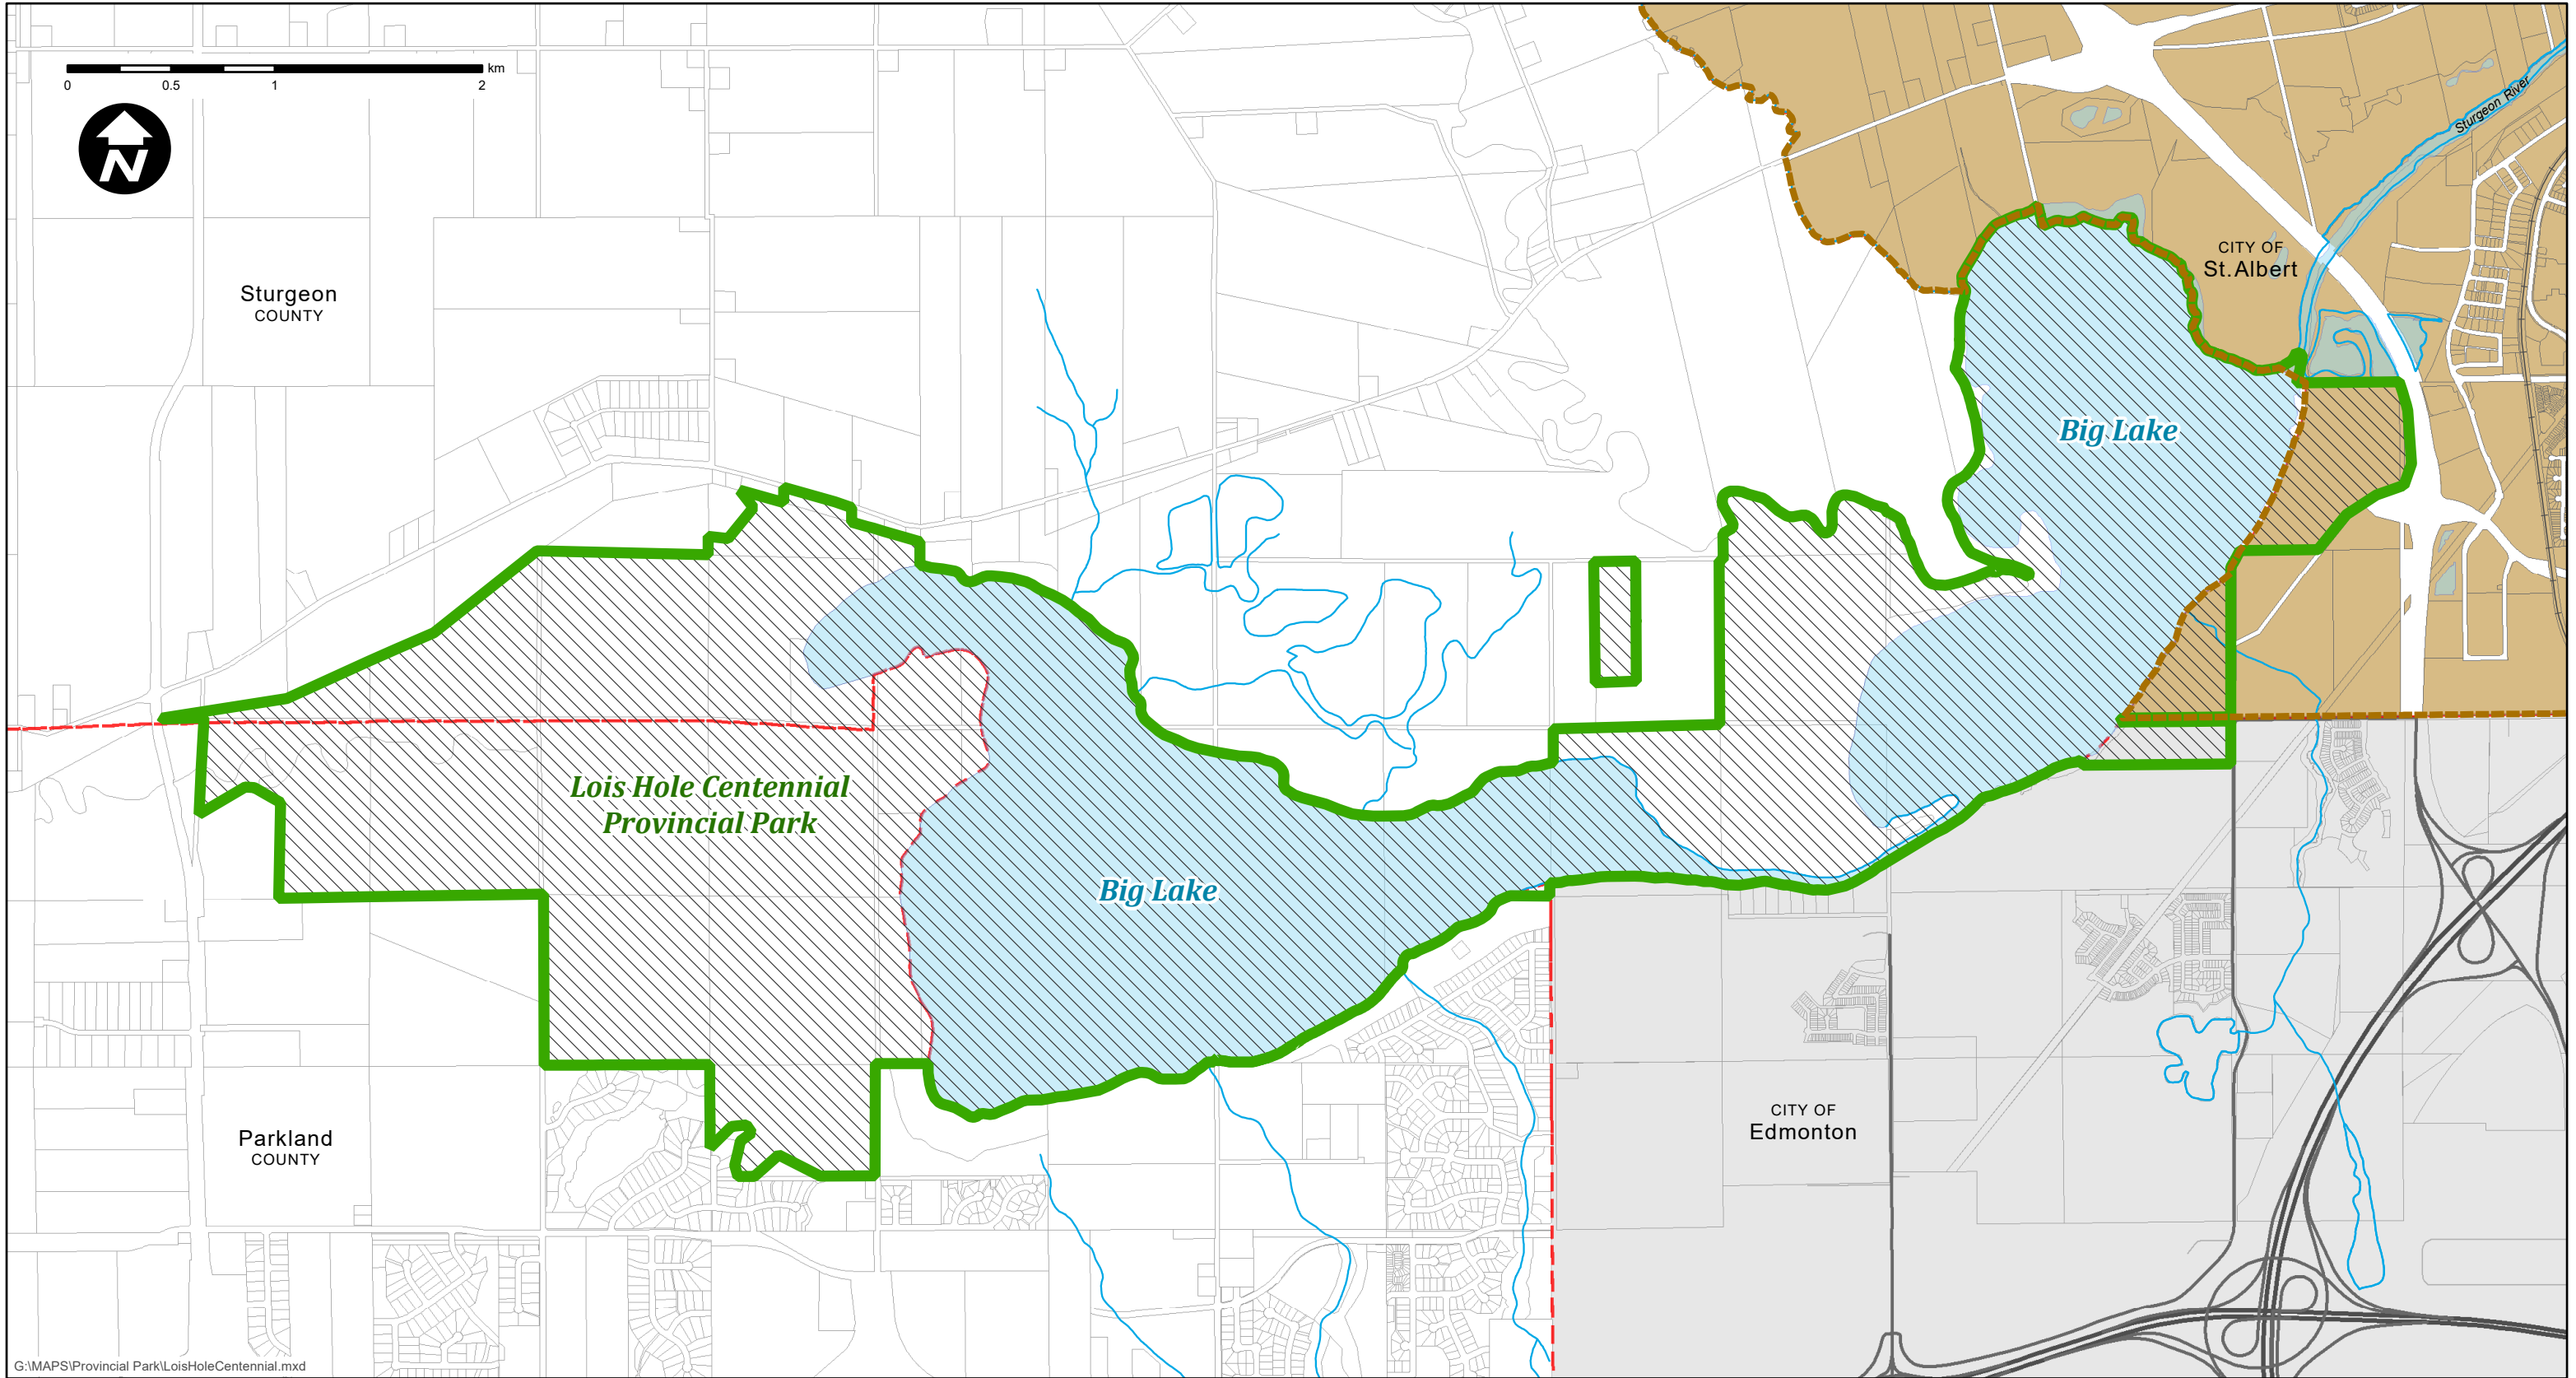 km
0 0.5 1 2
N
Sturgeon River
CITY OF
St.Albert
Sturgeon
COUNTY
Big Lake
Lois Hole Centennial
Provincial Park
Big Lake
CITY OF
Edmonton
Parkland
COUNTY
G:\MAPS\Provincial Park\LoisHoleCentennial.mxd